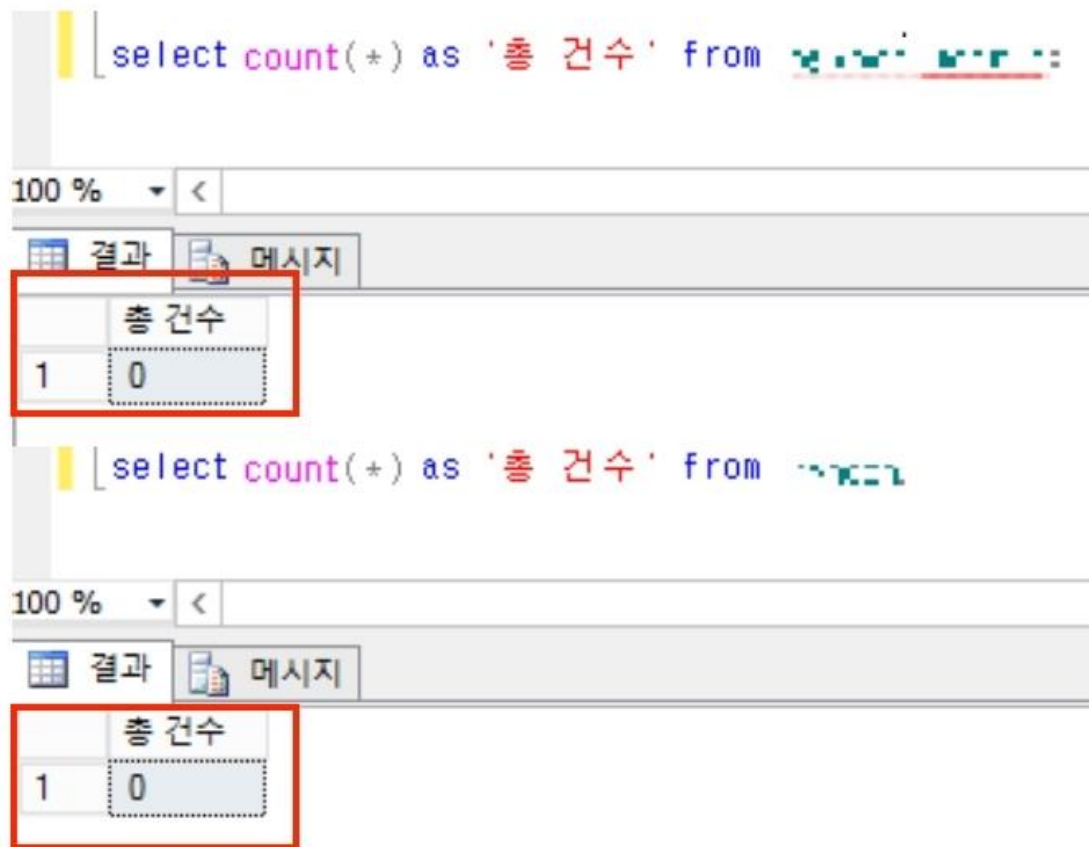 select count(*) as '총 건수' from
100 %
결과 메시지
총 건수
1 0
select count(*) as '총 건수' from
100 %
결과 메시지
총 건수
1 0